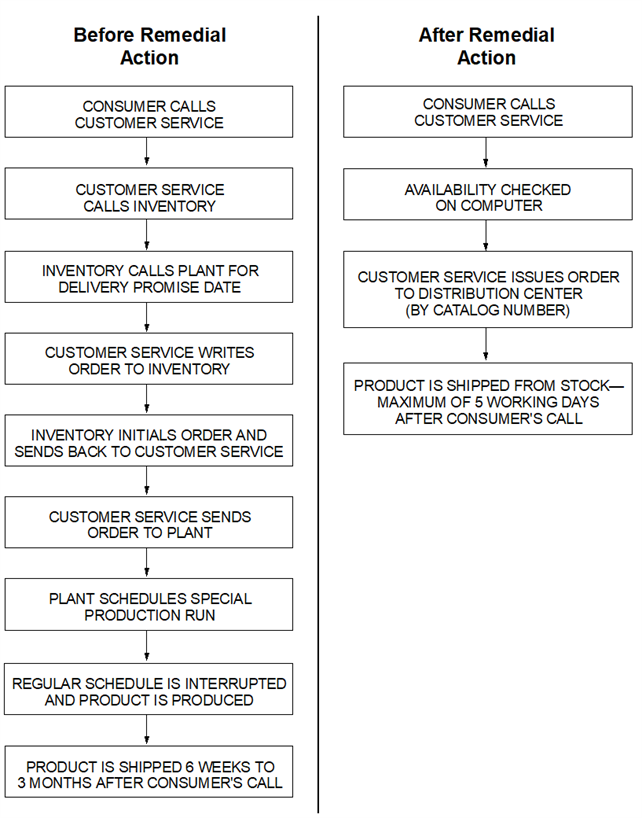 Before Remedial
Action
CONSUMER CALLS
CUSTOMER SERVICE
CUSTOMER SERVICE
CALLS INVENTORY
INVENTORY CALLS PLANT FOR
DELIVERY PROMISE DATE
CUSTOMER SERVICE WRITES
ORDER TO INVENTORY
INVENTORY INITIALS ORDER AND
SENDS BACK TO CUSTOMER SERVICE
CUSTOMER SERVICE SENDS
ORDER TO PLANT
PLANT SCHEDULES SPECIAL
PRODUCTION RUN
REGULAR SCHEDULE IS INTERRUPTED
AND PRODUCT IS PRODUCED
PRODUCT IS SHIPPED 6 WEEKS TO
3 MONTHS AFTER CONSUMER'S CALL
After Remedial
Action
CONSUMER CALLS
CUSTOMER SERVICE
AVAILABILITY CHECKED
ON COMPUTER
CUSTOMER SERVICE ISSUES ORDER
TO DISTRIBUTION CENTER
(BY CATALOG NUMBER)
PRODUCT IS SHIPPED FROM STOCK—
MAXIMUM OF 5 WORKING DAYS
AFTER CONSUMER'S CALL